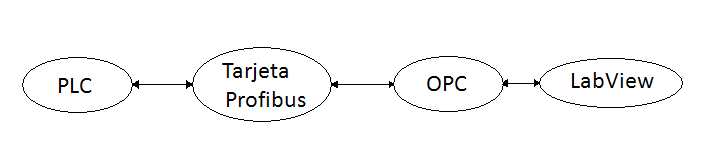 PLC
Tarjeta
Profibus
OPC
LabView